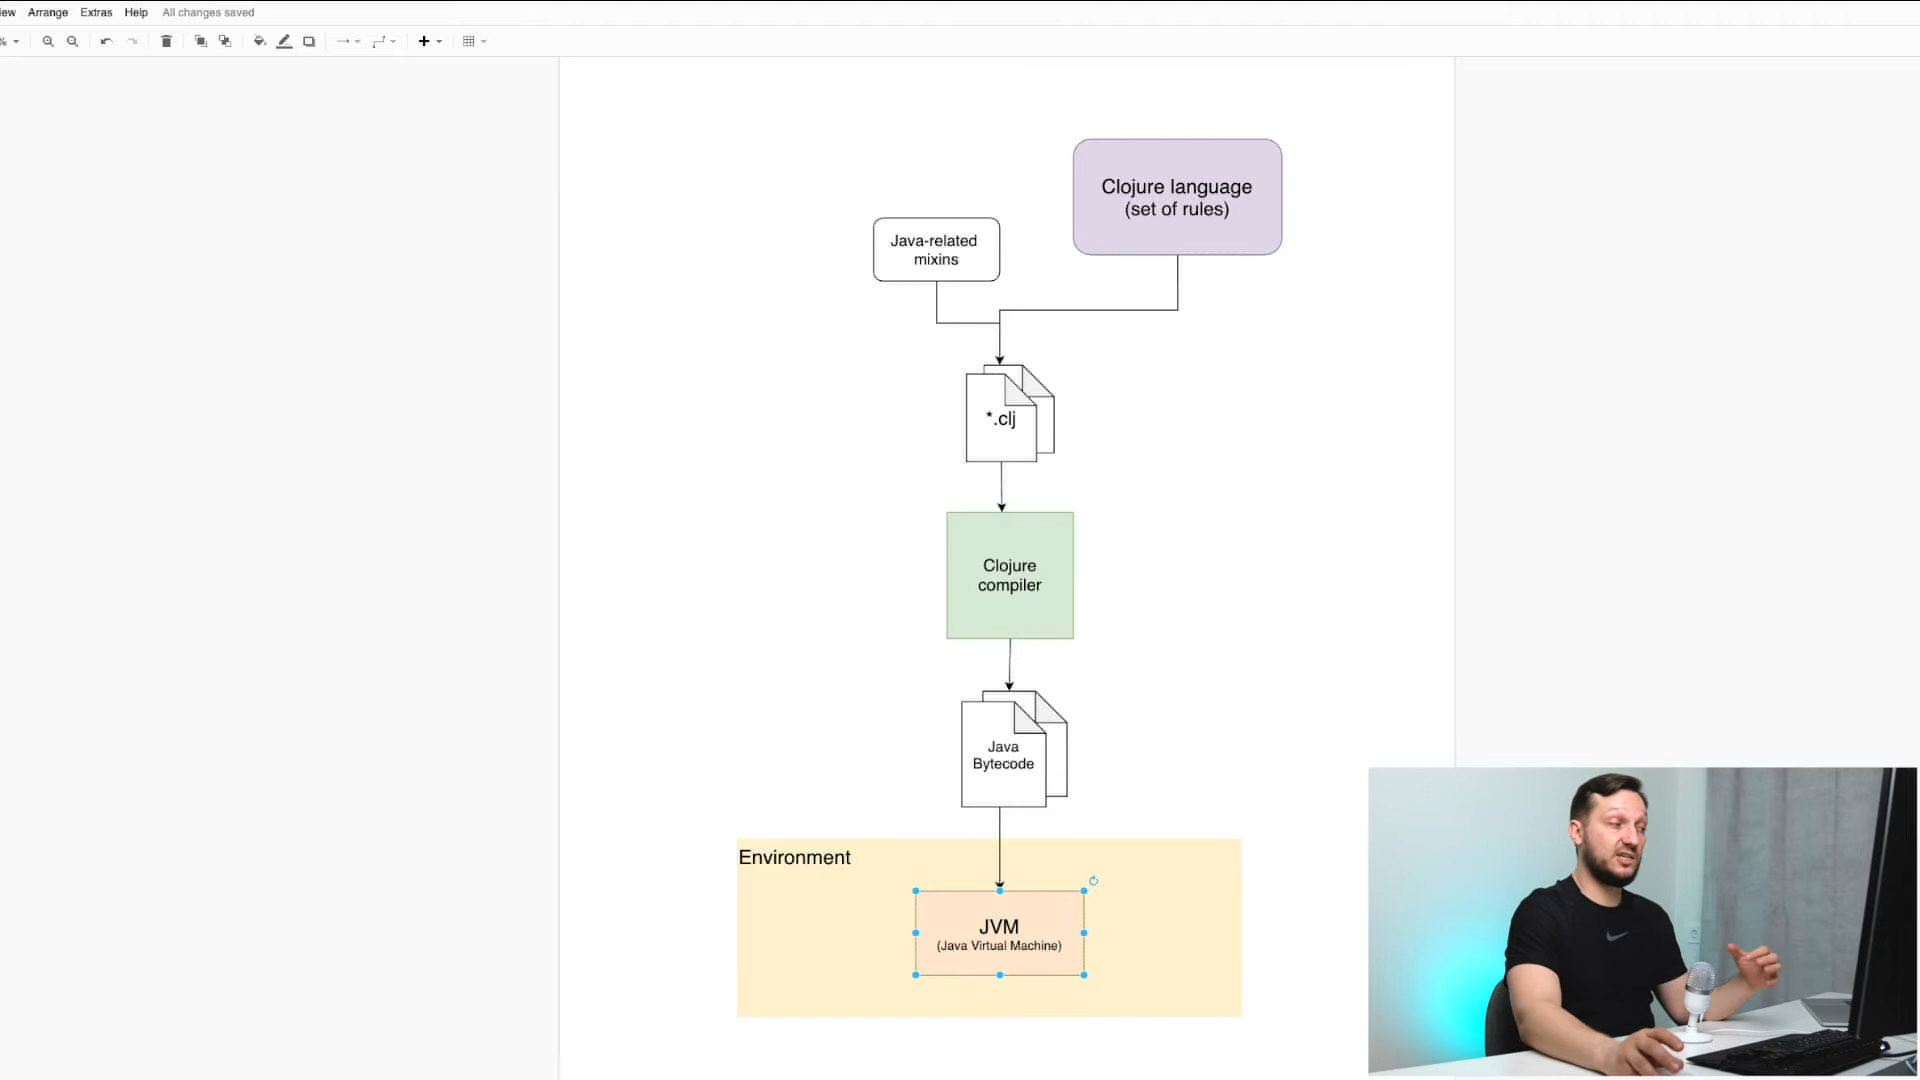 ew Arrange Extras Help All changes saved
%
Clojure language
(set of rules)
Java-related
mixins
*.clj
Clojure
compiler
Java
Bytecode
Environment
JVM
(Java Virtual Machine)